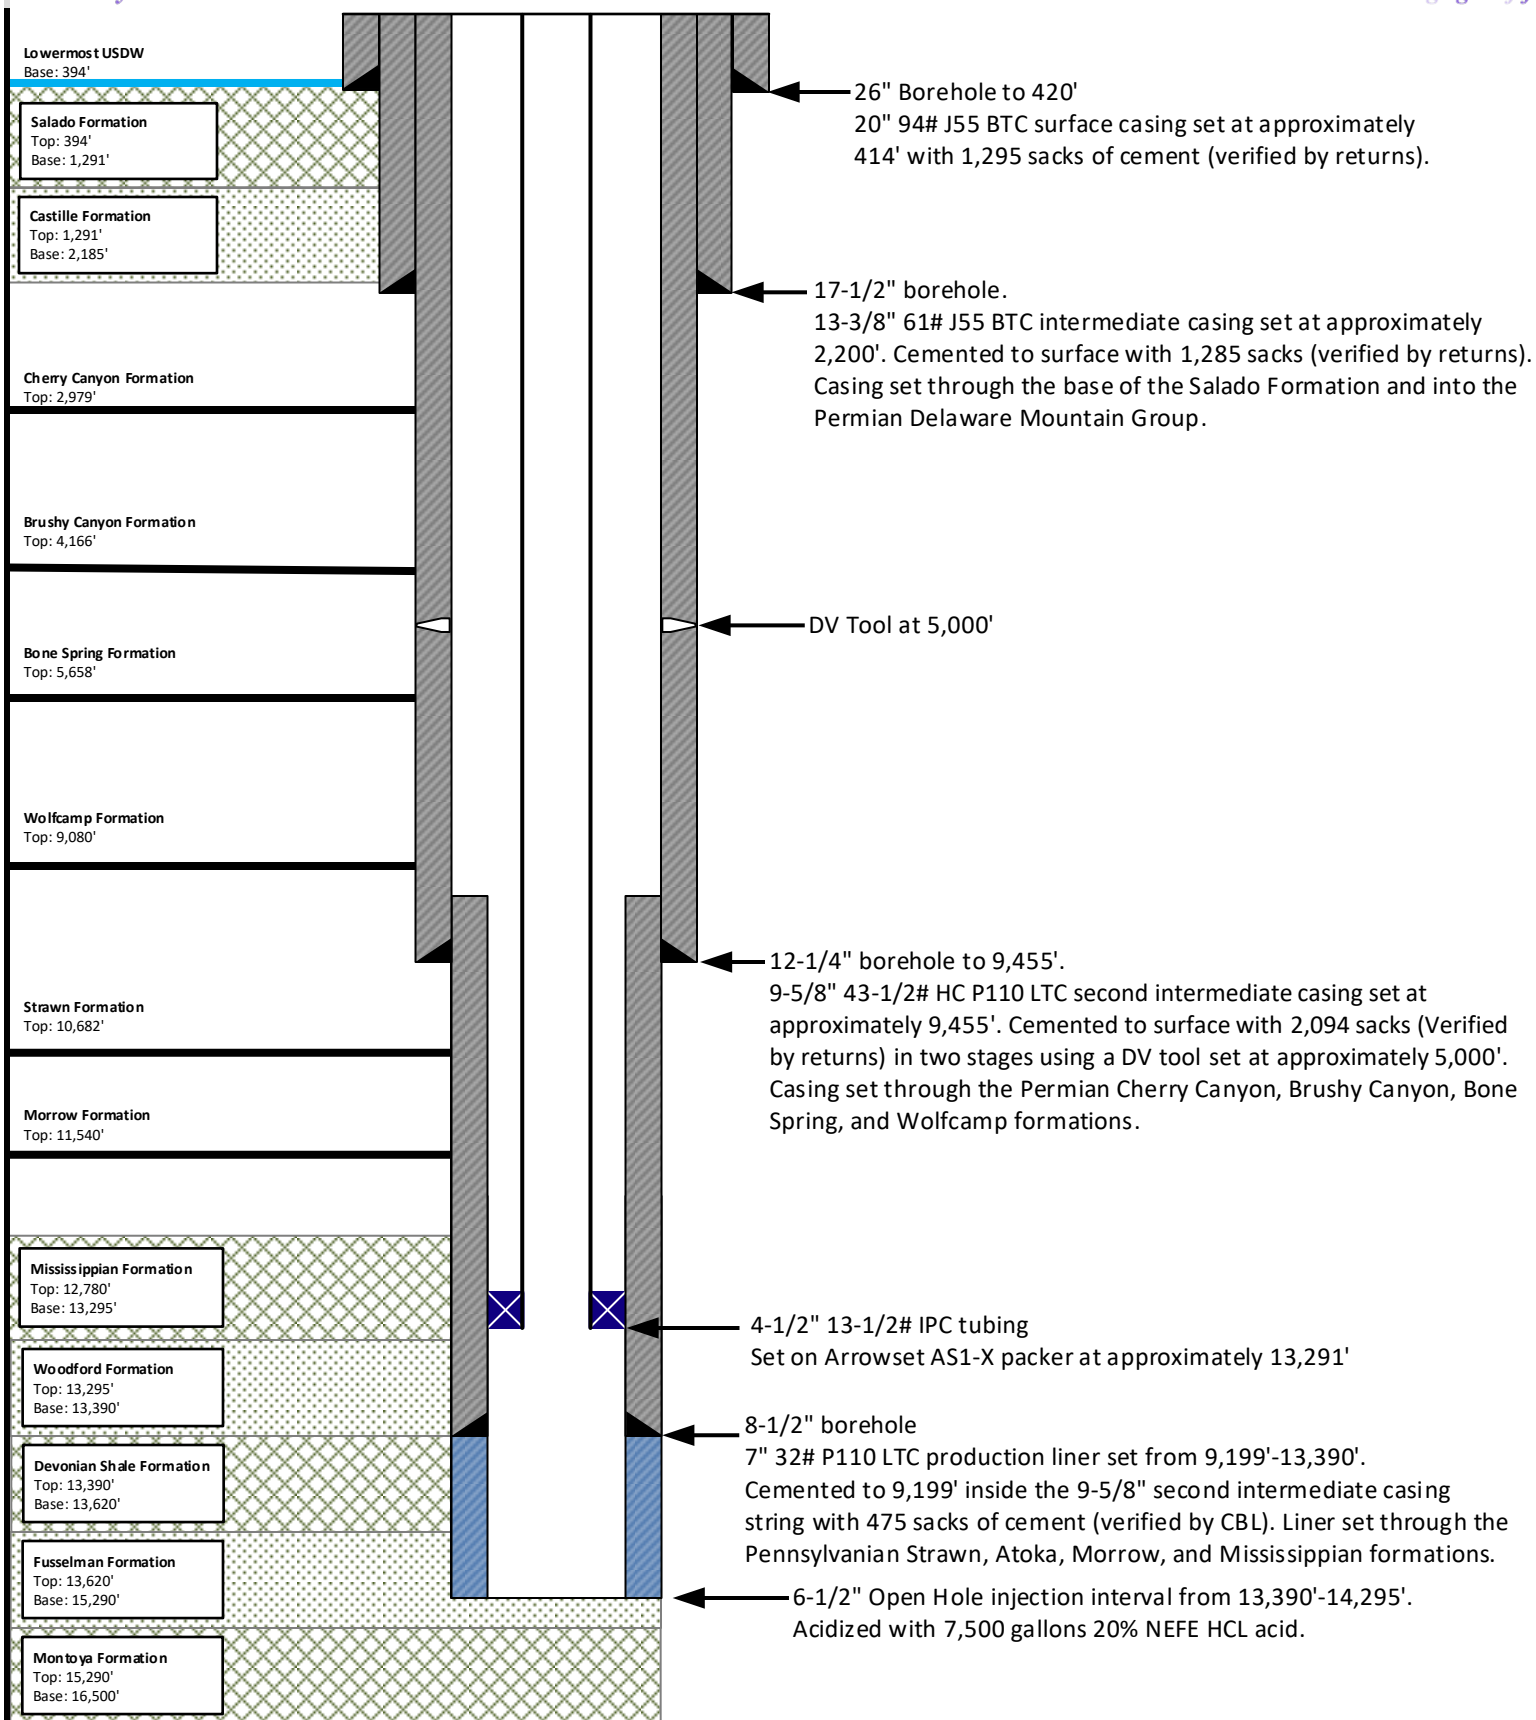 Lowermost USDW
Base: 394'
Salado Formation
Top: 394'
Base: 1,291'
Castille Formation
Top: 1,291'
Base: 2,185'
Cherry Canyon Formation
Top: 2,979'
Brushy Canyon Formation
Top: 4,166'
Bone Spring Formation
Top: 5,658'
Wolfcamp Formation
Top: 9,080'
Strawn Formation
Top: 10,682'
Morrow Formation
Top: 11,540'
Mississippian Formation
Top: 12,780'
Base: 13,295'
Woodford Formation
Top: 13,295'
Base: 13,390'
Devonian Shale Formation
Top: 13,390'
Base: 13,620'
Fusselman Formation
Top: 13,620'
Base: 15,290'
Montoya Formation
Top: 15,290'
Base: 16,500'
26" Borehole to 420'
20" 94# J55 BTC surface casing set at approximately
414' with 1,295 sacks of cement (verified by returns).
17-1/2" borehole.
13-3/8" 61# J55 BTC intermediate casing set at approximately
2,200'. Cemented to surface with 1,285 sacks (verified by returns).
Casing set through the base of the Salado Formation and into the
Permian Delaware Mountain Group.
DV Tool at 5,000'
12-1/4" borehole to 9,455'.
9-5/8" 43-1/2# HC P110 LTC second intermediate casing set at
approximately 9,455'. Cemented to surface with 2,094 sacks (Verified
by returns) in two stages using a DV tool set at approximately 5,000'.
Casing set through the Permian Cherry Canyon, Brushy Canyon, Bone
Spring, and Wolfcamp formations.
4-1/2" 13-1/2# IPC tubing
Set on Arrowset AS1-X packer at approximately 13,291'
8-1/2" borehole
7" 32# P110 LTC production liner set from 9,199'-13,390'.
Cemented to 9,199' inside the 9-5/8" second intermediate casing
string with 475 sacks of cement (verified by CBL). Liner set through the
Pennsylvanian Strawn, Atoka, Morrow, and Mississippian formations.
6-1/2" Open Hole injection interval from 13,390'-14,295'.
Acidized with 7,500 gallons 20% NEFE HCL acid.